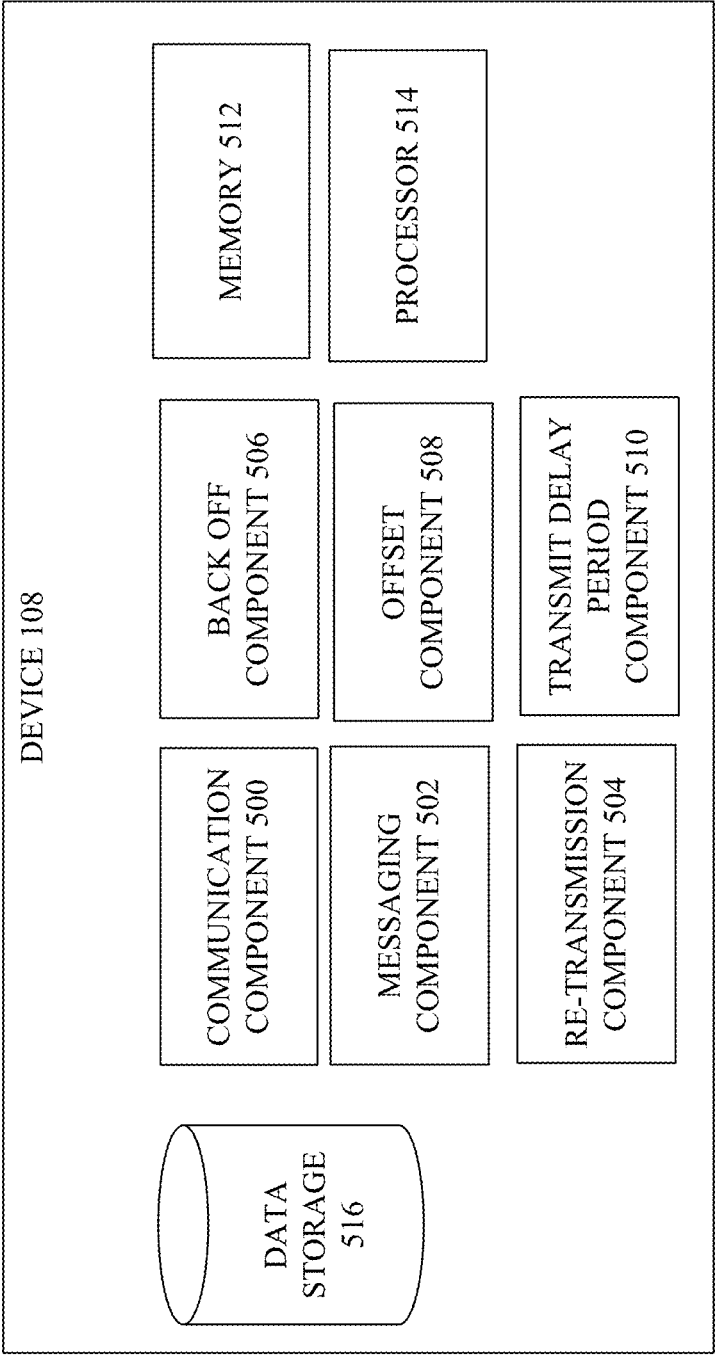 DEVICE 108
DATA
STORAGE
516
COMMUNICATION
COMPONENT 500
MESSAGING
COMPONENT 502
RE-TRANSMISSION
COMPONENT 504
BACK OFF
COMPONENT 506
OFFSET
COMPONENT 508
TRANSMIT DELAY
PERIOD
COMPONENT 510
MEMORY 512
PROCESSOR 514